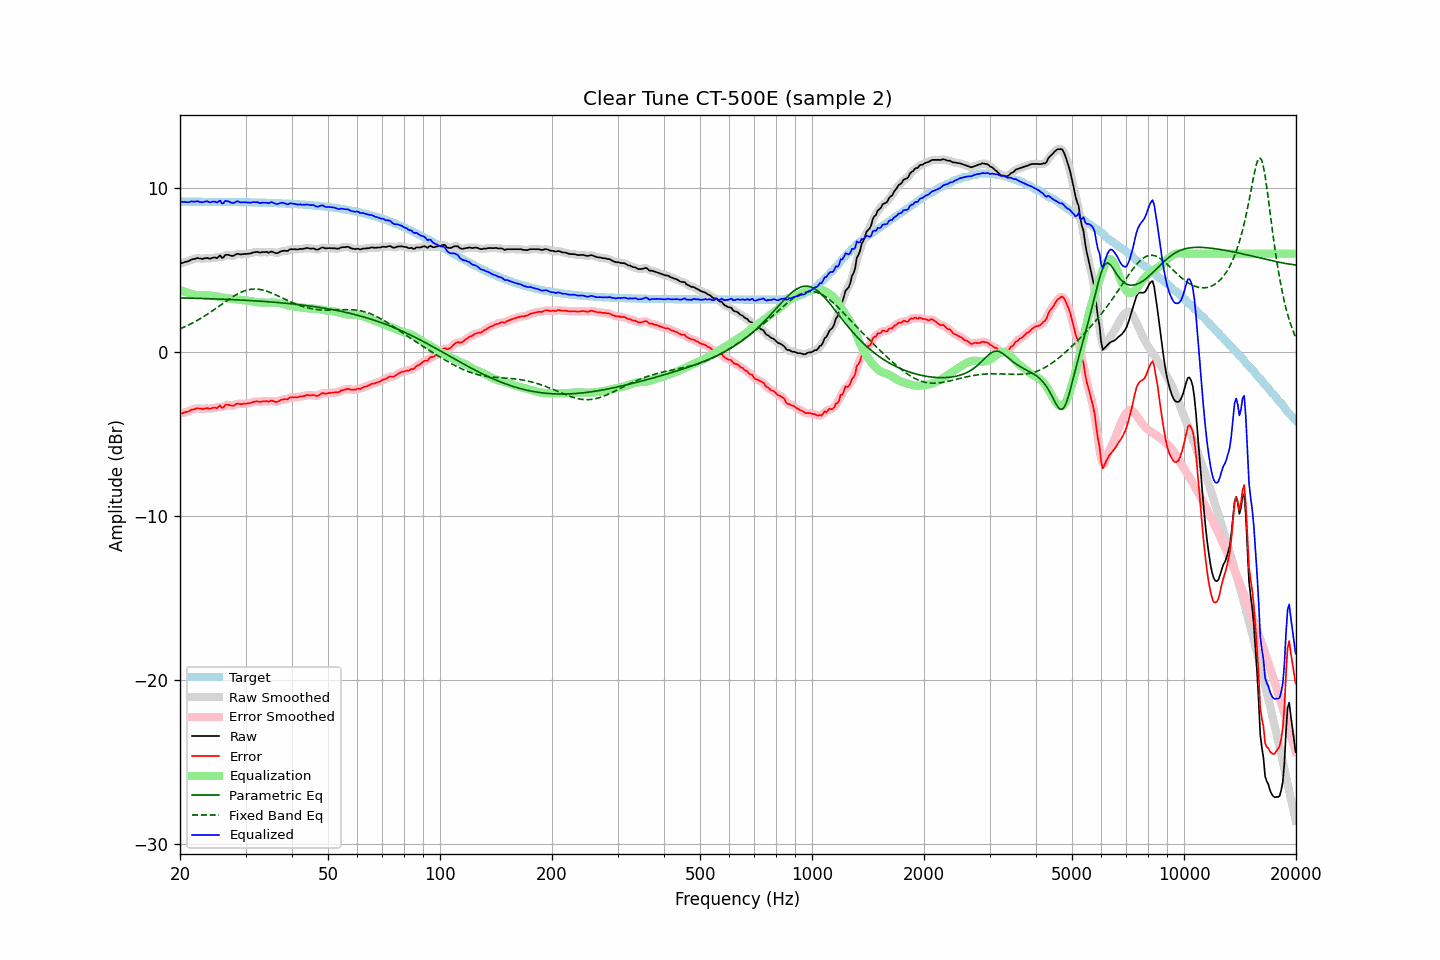 Clear Tune CT-500E (sample 2)
10
0
−10
−20
−30
Amplitude (dBr)
Target
Raw Smoothed
Error Smoothed
Raw
Error
Equalization
Parametric Eq
Fixed Band Eq
Equalized
20 50 100 200 500 1000 2000 5000 10000 20000
Frequency (Hz)